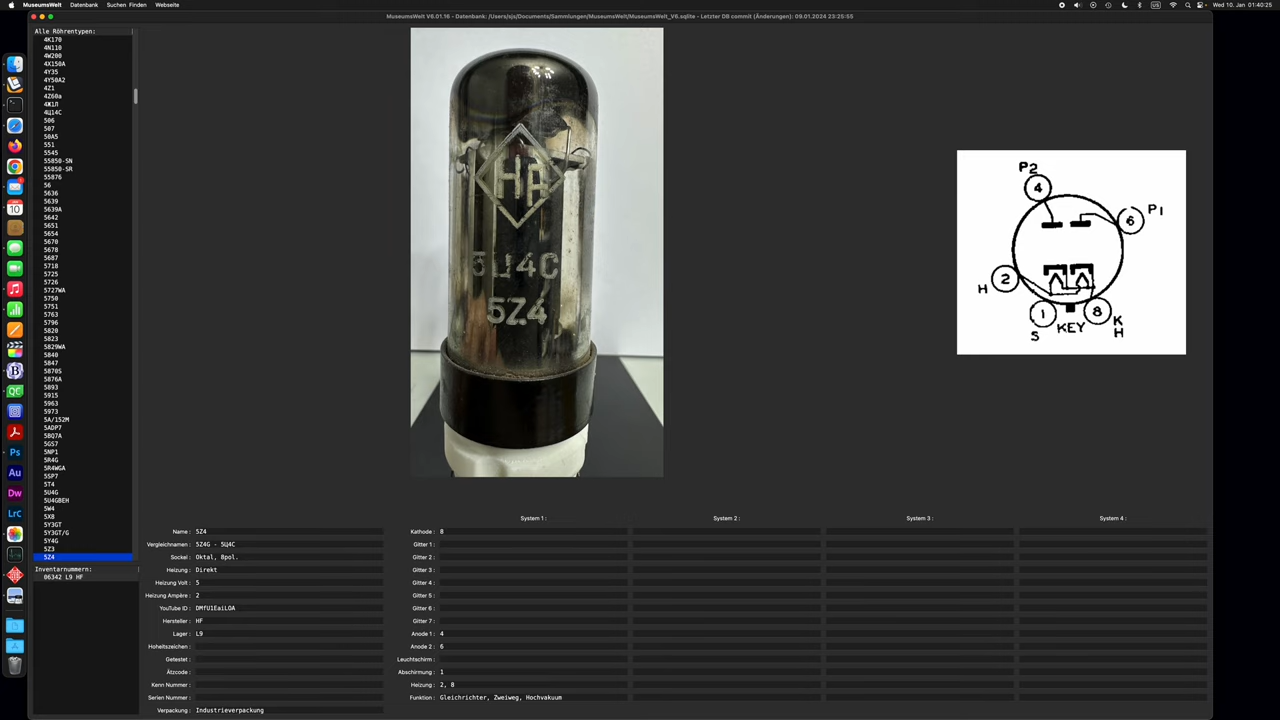 MuseumsWelt Datenbank Suchen Finden Webseite
US Wed 10. Jan 01:40:25
MuseumsWelt V6.01.16 - Datenbank: /Users/sjs/Documents/Sammlungen/MuseumsWelt/MuseumsWelt_V6.sqlite - Letzter DB commit (Änderungen): 09.01.2024 23:25:55
Alle Röhrentypen:
4K170
4N110
4W200
4X150A
4Y35
4Y50A2
4Z1
4Z60a
4Ж1Л
4Ц14С
506
507
50A5
551
5545
55850-SN
55850-SR
55876
56
5636
5639
5639A
5642
5651
5654
5670
5678
5687
5718
5725
5726
5727WA
5750
5751
5763
5796
5820
5823
5829WA
5840
5847
5870S
5876A
5893
5915
5963
5973
5A/152M
5ADP7
5BQ7A
5GS7
5NP1
5R4G
5R4WGA
5SP7
5T4
5U4G
5U4GBEH
5W4
5X8
5Y3GT
5Y3GT/G
5Y4G
5Z3
5Z4
Inventarnummern:
06342 L9 HF
HA
5Ц4С
5Z4
P2
4
6
P1
2
H
1
S
KEY
8
K
H
System 1 :
System 2 :
System 3 :
System 4 :
Name : 5Z4
Vergleichnamen : 5Z4G - 5Ц4С
Sockel : Oktal, 8pol.
Heizung : Direkt
Heizung Volt : 5
Heizung Ampère : 2
YouTube ID : DMfU1EaiLOA
Hersteller : HF
Lager : L9
Hoheitszeichen :
Getestet :
Ätzcode :
Kenn Nummer :
Serien Nummer :
Verpackung : Industrieverpackung
Kathode : 8
Gitter 1 :
Gitter 2 :
Gitter 3 :
Gitter 4 :
Gitter 5 :
Gitter 6 :
Gitter 7 :
Anode 1 : 4
Anode 2 : 6
Leuchtschirm :
Abschirmung : 1
Heizung : 2, 8
Funktion : Gleichrichter, Zweiweg, Hochvakuum